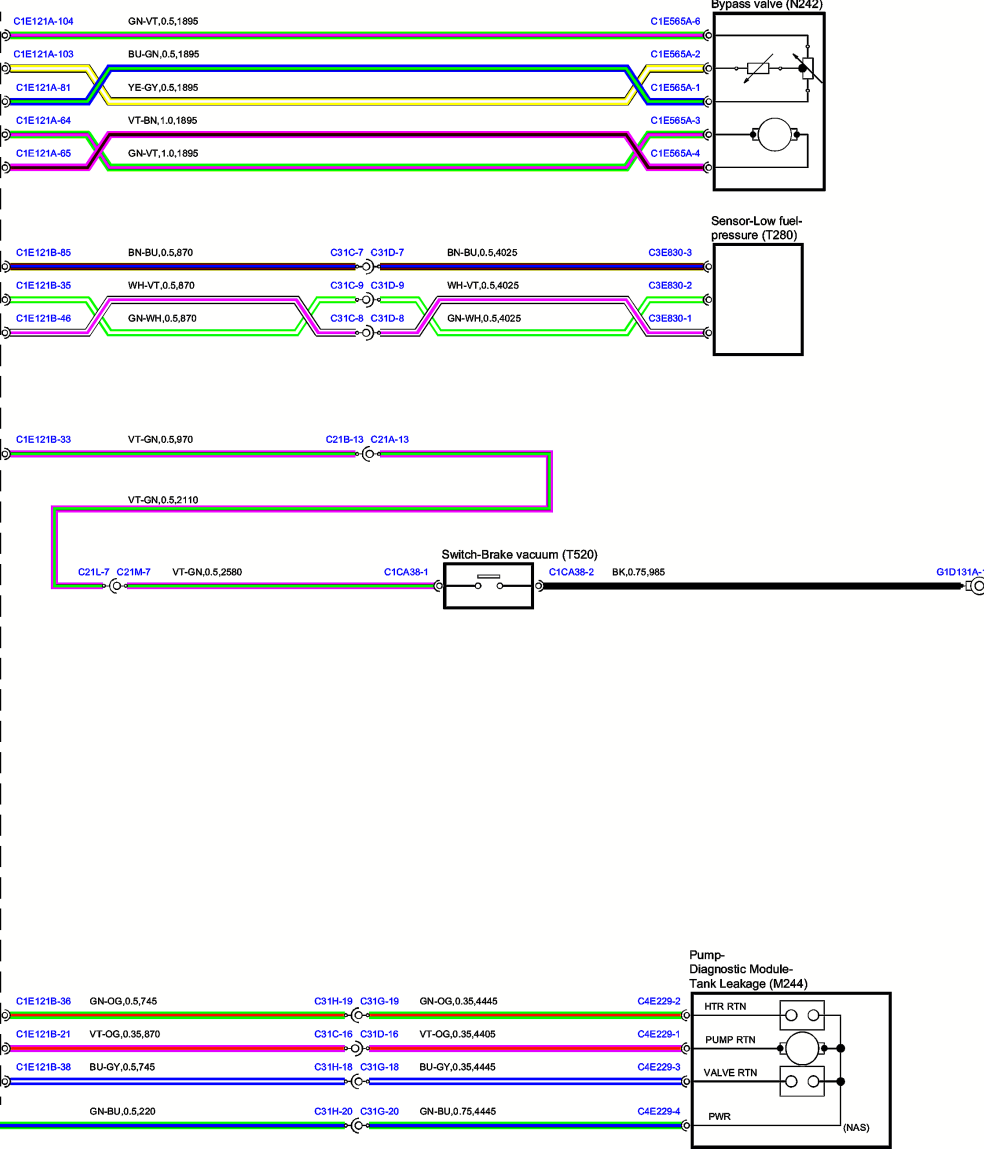 Bypass valve (N242)
C1E121A-104 GN-VT,0.5,1895 C1E565A-6
C1E121A-103 BU-GN,0.5,1895 C1E565A-2
C1E121A-81 YE-GY,0.5,1895 C1E565A-1
C1E121A-64 VT-BN,1.0,1895 C1E565A-3
C1E121A-65 GN-VT,1.0,1895 C1E565A-4
Sensor-Low fuel-
pressure (T280)
C1E121B-85 BN-BU,0.5,870 C31C-7 C31D-7 BN-BU,0.5,4025 C3E830-3
C1E121B-35 WH-VT,0.5,870 C31C-9 C31D-9 WH-VT,0.5,4025 C3E830-2
C1E121B-46 GN-WH,0.5,870 C31C-8 C31D-8 GN-WH,0.5,4025 C3E830-1
C1E121B-33 VT-GN,0.5,970 C21B-13 C21A-13
VT-GN,0.5,2110
Switch-Brake vacuum (T520)
C21L-7 C21M-7 VT-GN,0.5,2580 C1CA38-1 C1CA38-2 BK,0.75,985 G1D131A-1
Pump-
Diagnostic Module-
Tank Leakage (M244)
C1E121B-36 GN-OG,0.5,745 C31H-19 C31G-19 GN-OG,0.35,4445 C4E229-2 HTR RTN
C1E121B-21 VT-OG,0.35,870 C31C-16 C31D-16 VT-OG,0.35,4405 C4E229-1 PUMP RTN
C1E121B-38 BU-GY,0.5,745 C31H-18 C31G-18 BU-GY,0.35,4445 C4E229-3 VALVE RTN
GN-BU,0.5,220 C31H-20 C31G-20 GN-BU,0.75,4445 C4E229-4 PWR
(NAS)